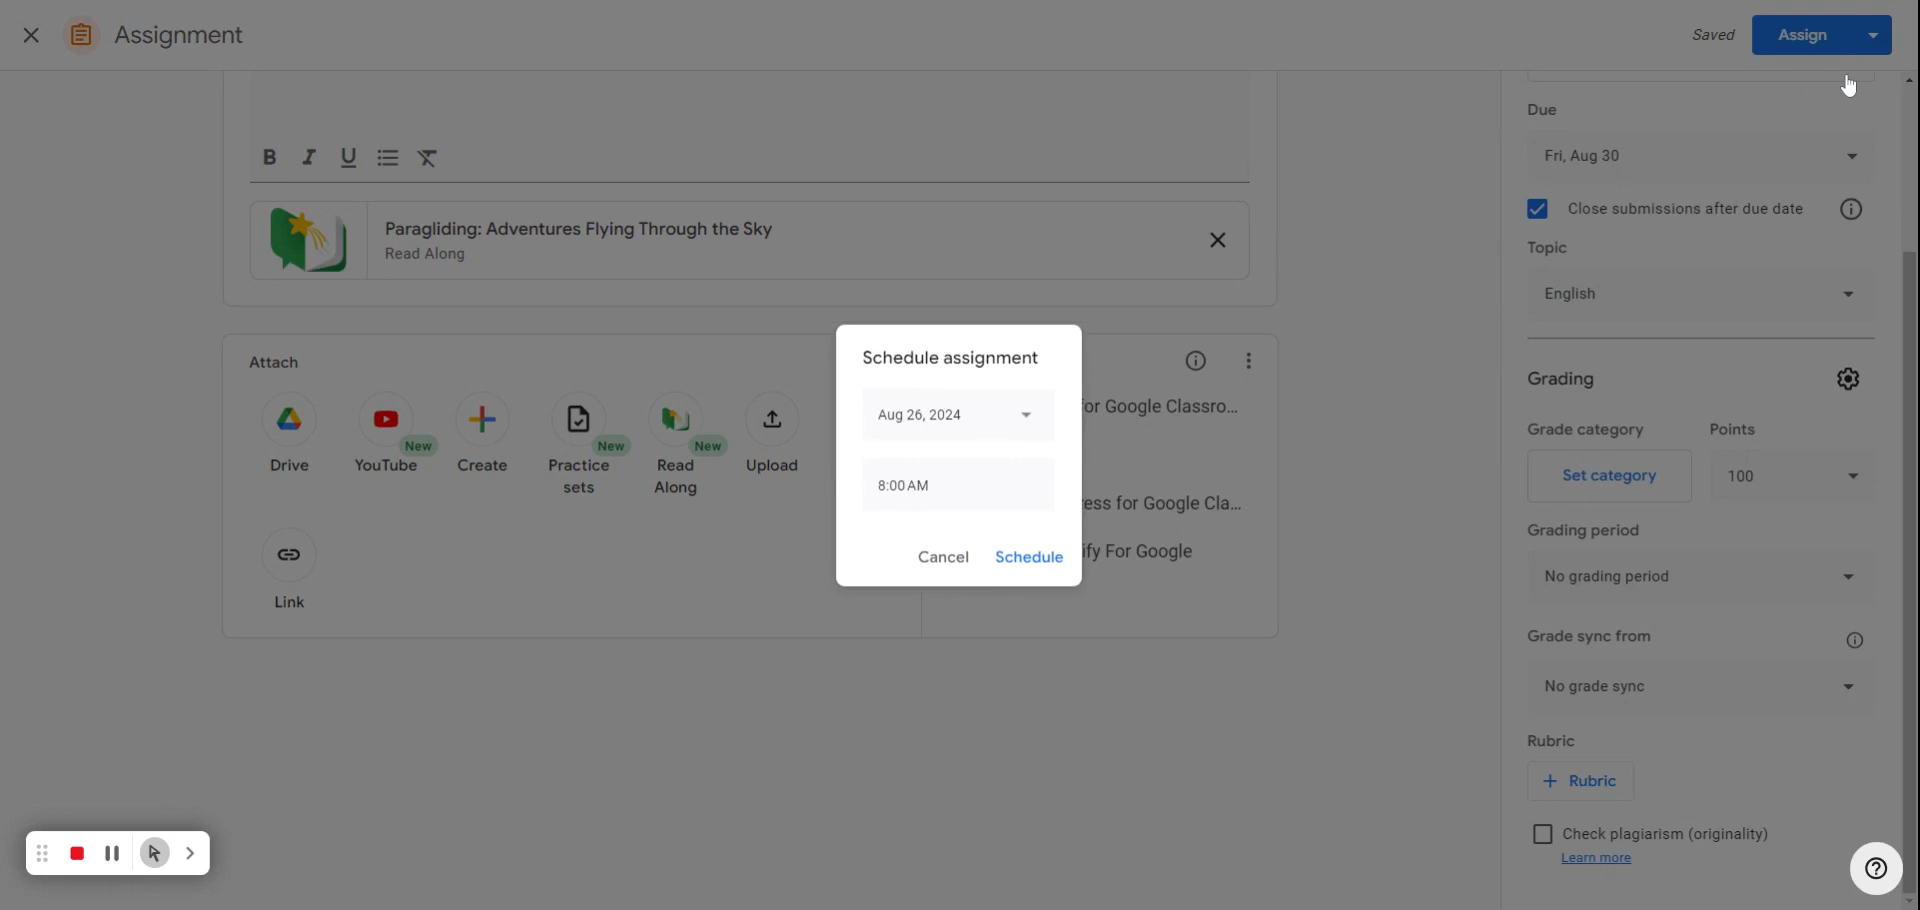 Assignment
Saved
Assign
Due
Fri, Aug 30
Close submissions after due date
Topic
English
B I U
Paragliding: Adventures Flying Through the Sky
Read Along
Attach
Drive
YouTube
New
Create
Practice
sets
New
Read
Along
New
Upload
Link
Schedule assignment
Aug 26, 2024
8:00 AM
Cancel
Schedule
for Google Classro...
ess for Google Cla...
ify For Google
Grading
Grade category
Points
Set category
100
Grading period
No grading period
Grade sync from
No grade sync
Rubric
+ Rubric
Check plagiarism (originality)
Learn more